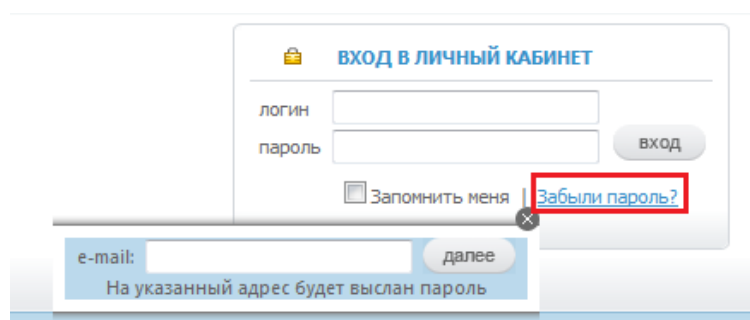 ВХОД В ЛИЧНЫЙ КАБИНЕТ
логин
пароль
вход
Запомнить меня | Забыли пароль?
e-mail:
далее
На указанный адрес будет выслан пароль